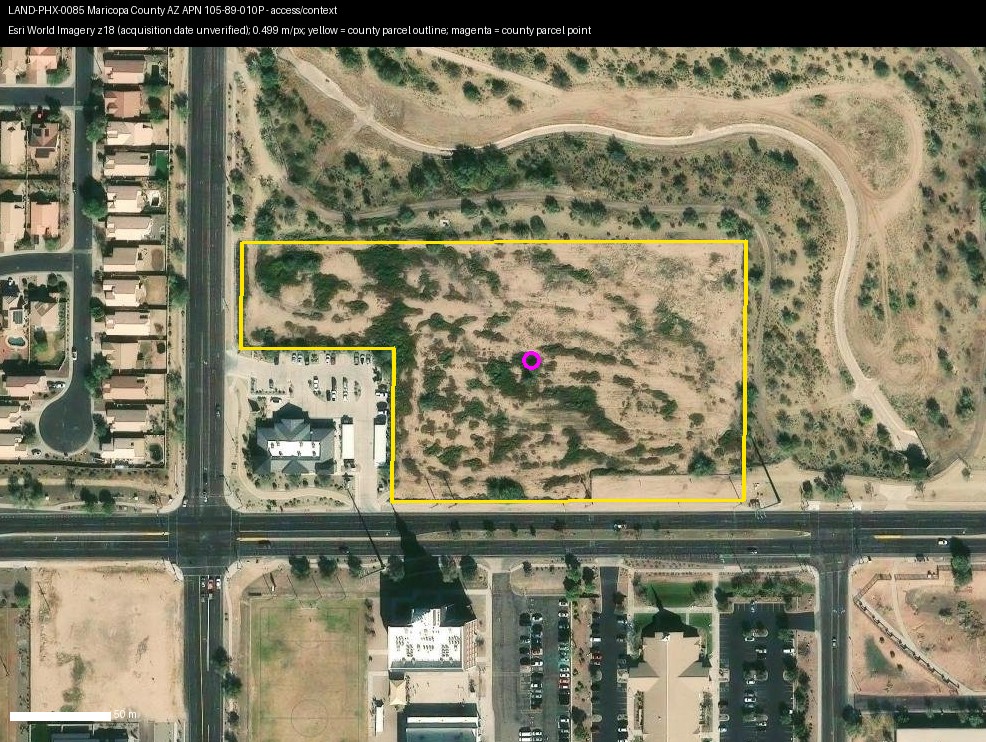 LAND-PHX-0085 Maricopa County AZ APN 105-89-010P - access/context
Esri World Imagery z18 (acquisition date unverified); 0.499 m/px; yellow = county parcel outline; magenta = county parcel point
50 m